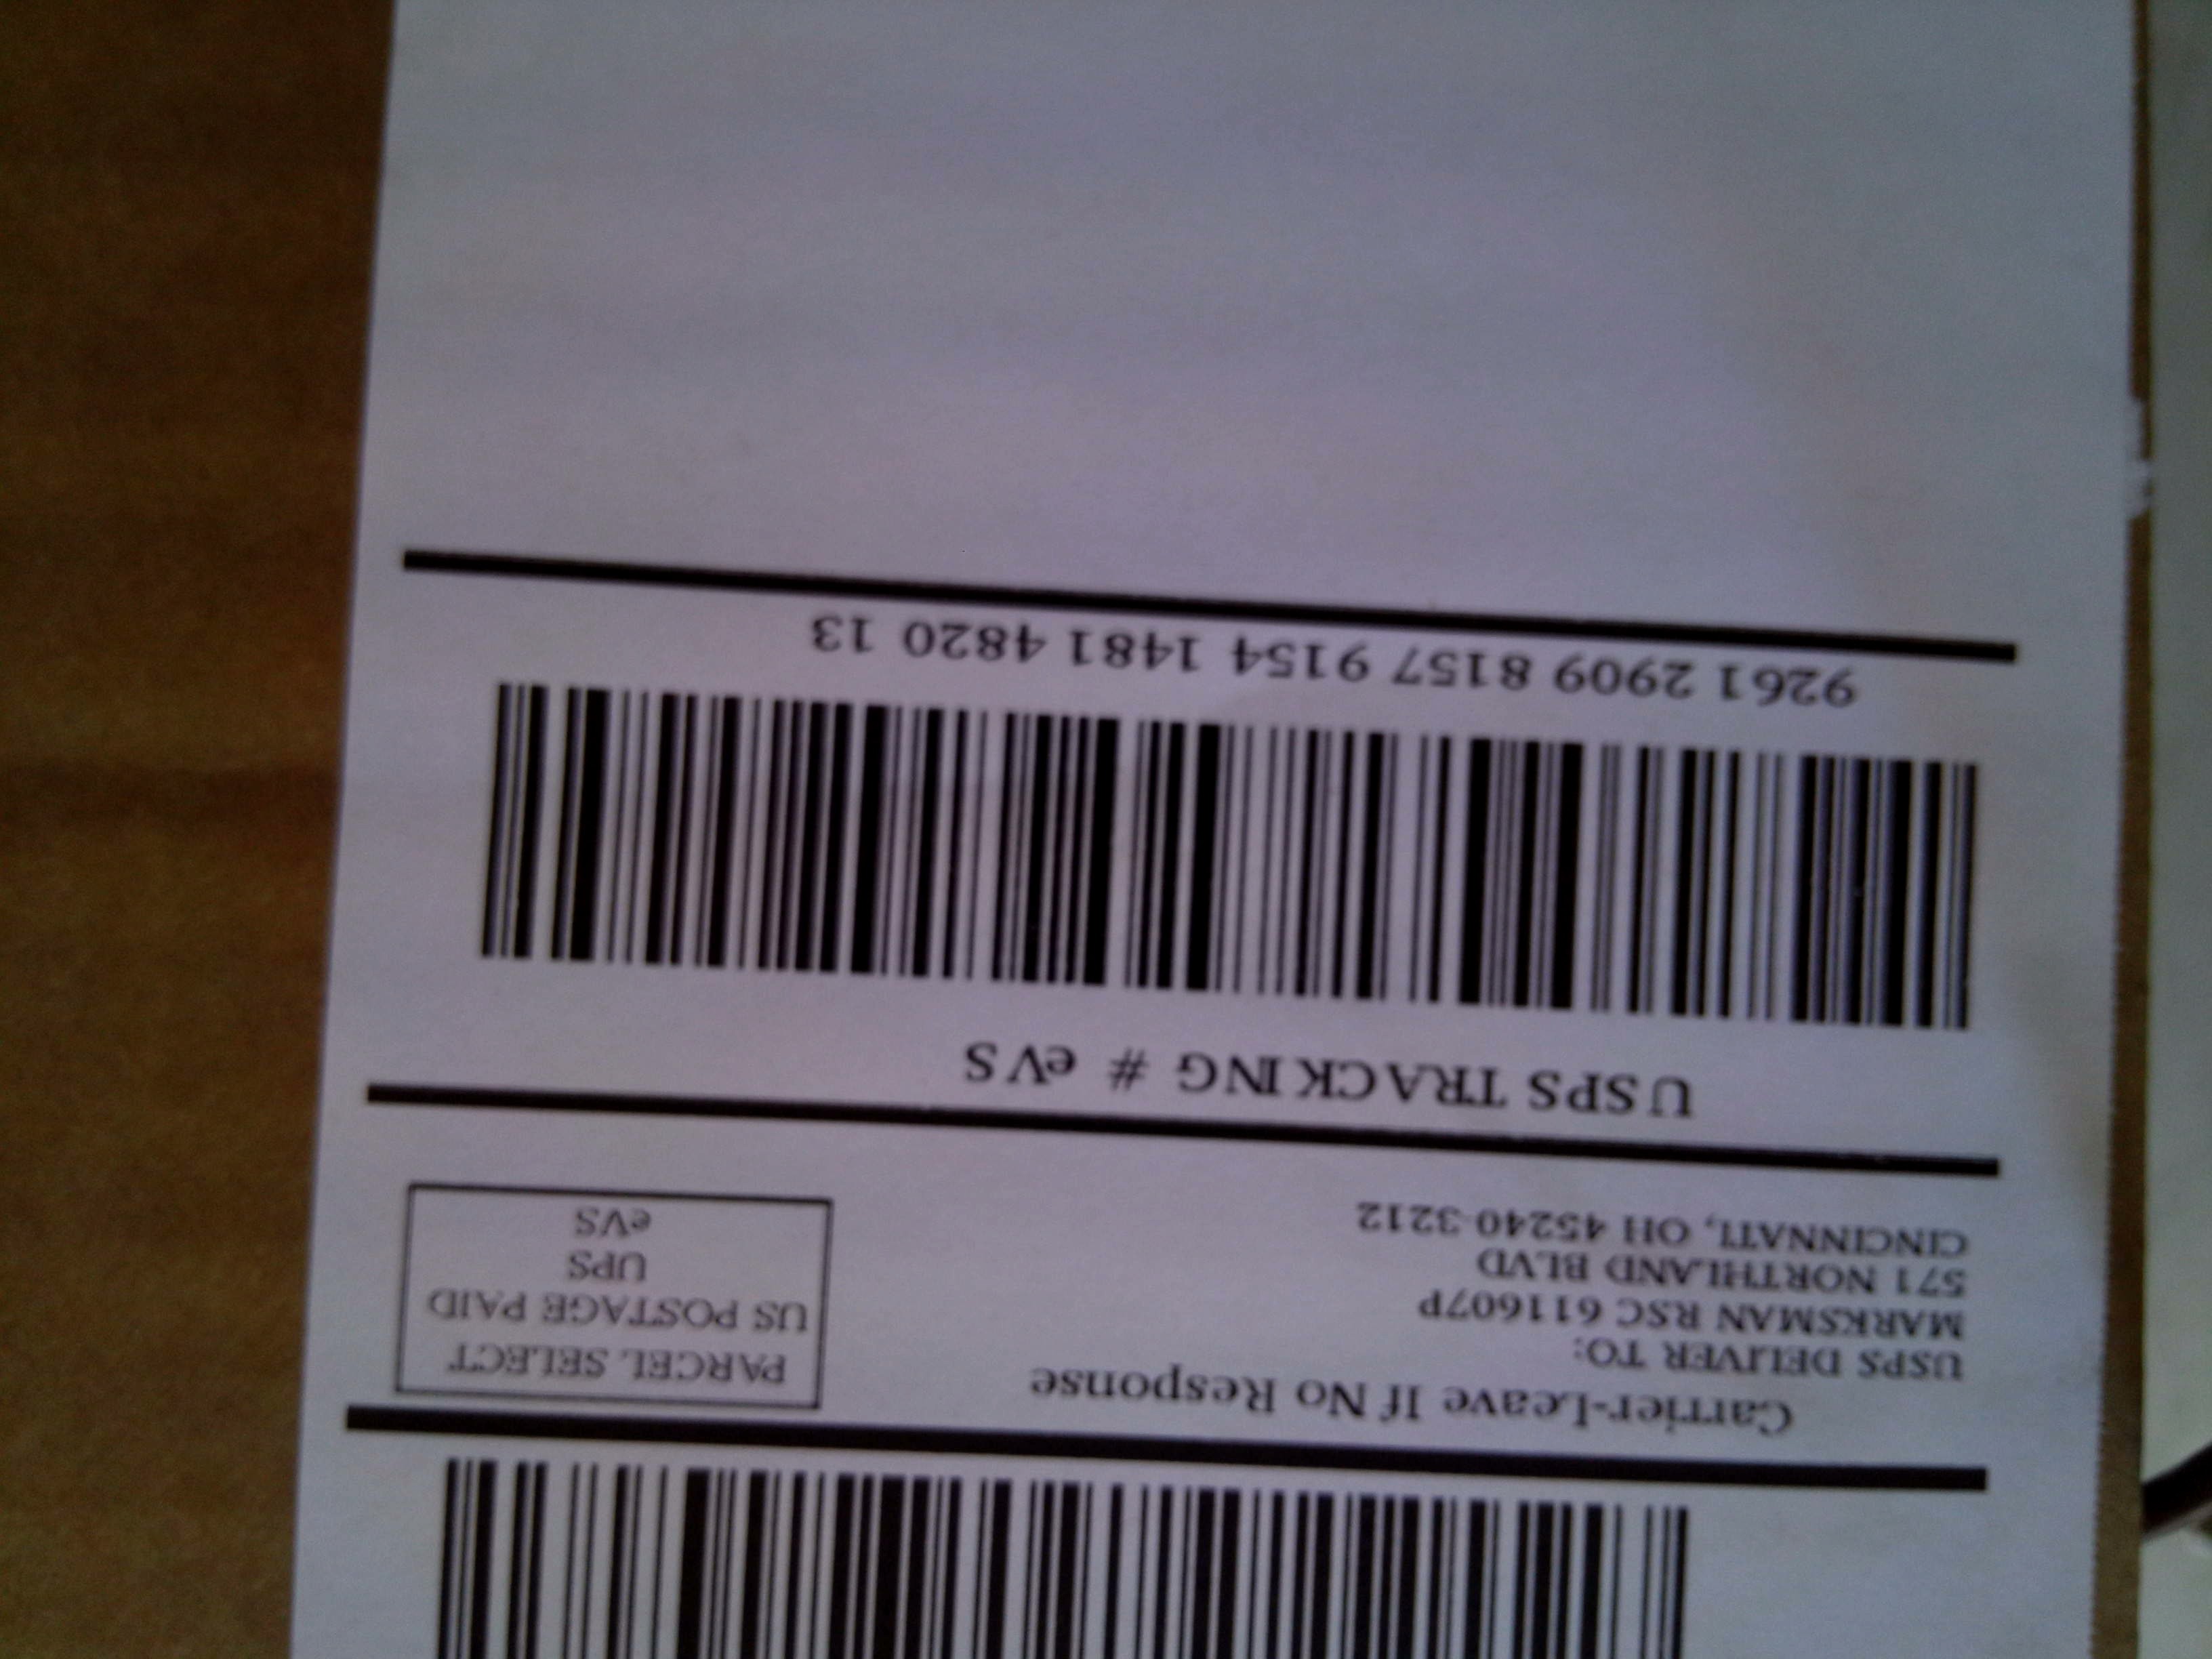 Carrier-Leave If No Response
USPS DELIVER TO:
MARKSMAN RSC 611607P
571 NORTHLAND BLVD
CINCINNATI, OH 45240-3212
PARCEL SELECT
US POSTAGE PAID
UPS
eVS
USPS TRACKING # eVS
9261 2909 8157 9154 1481 4820 13